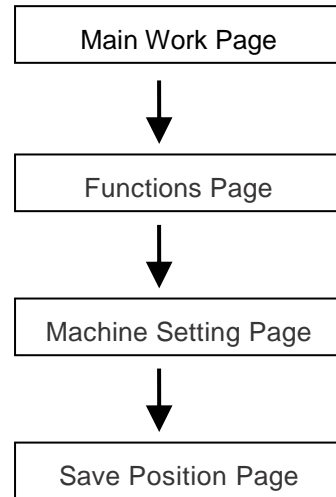 Main Work Page
Functions Page
Machine Setting Page
Save Position Page